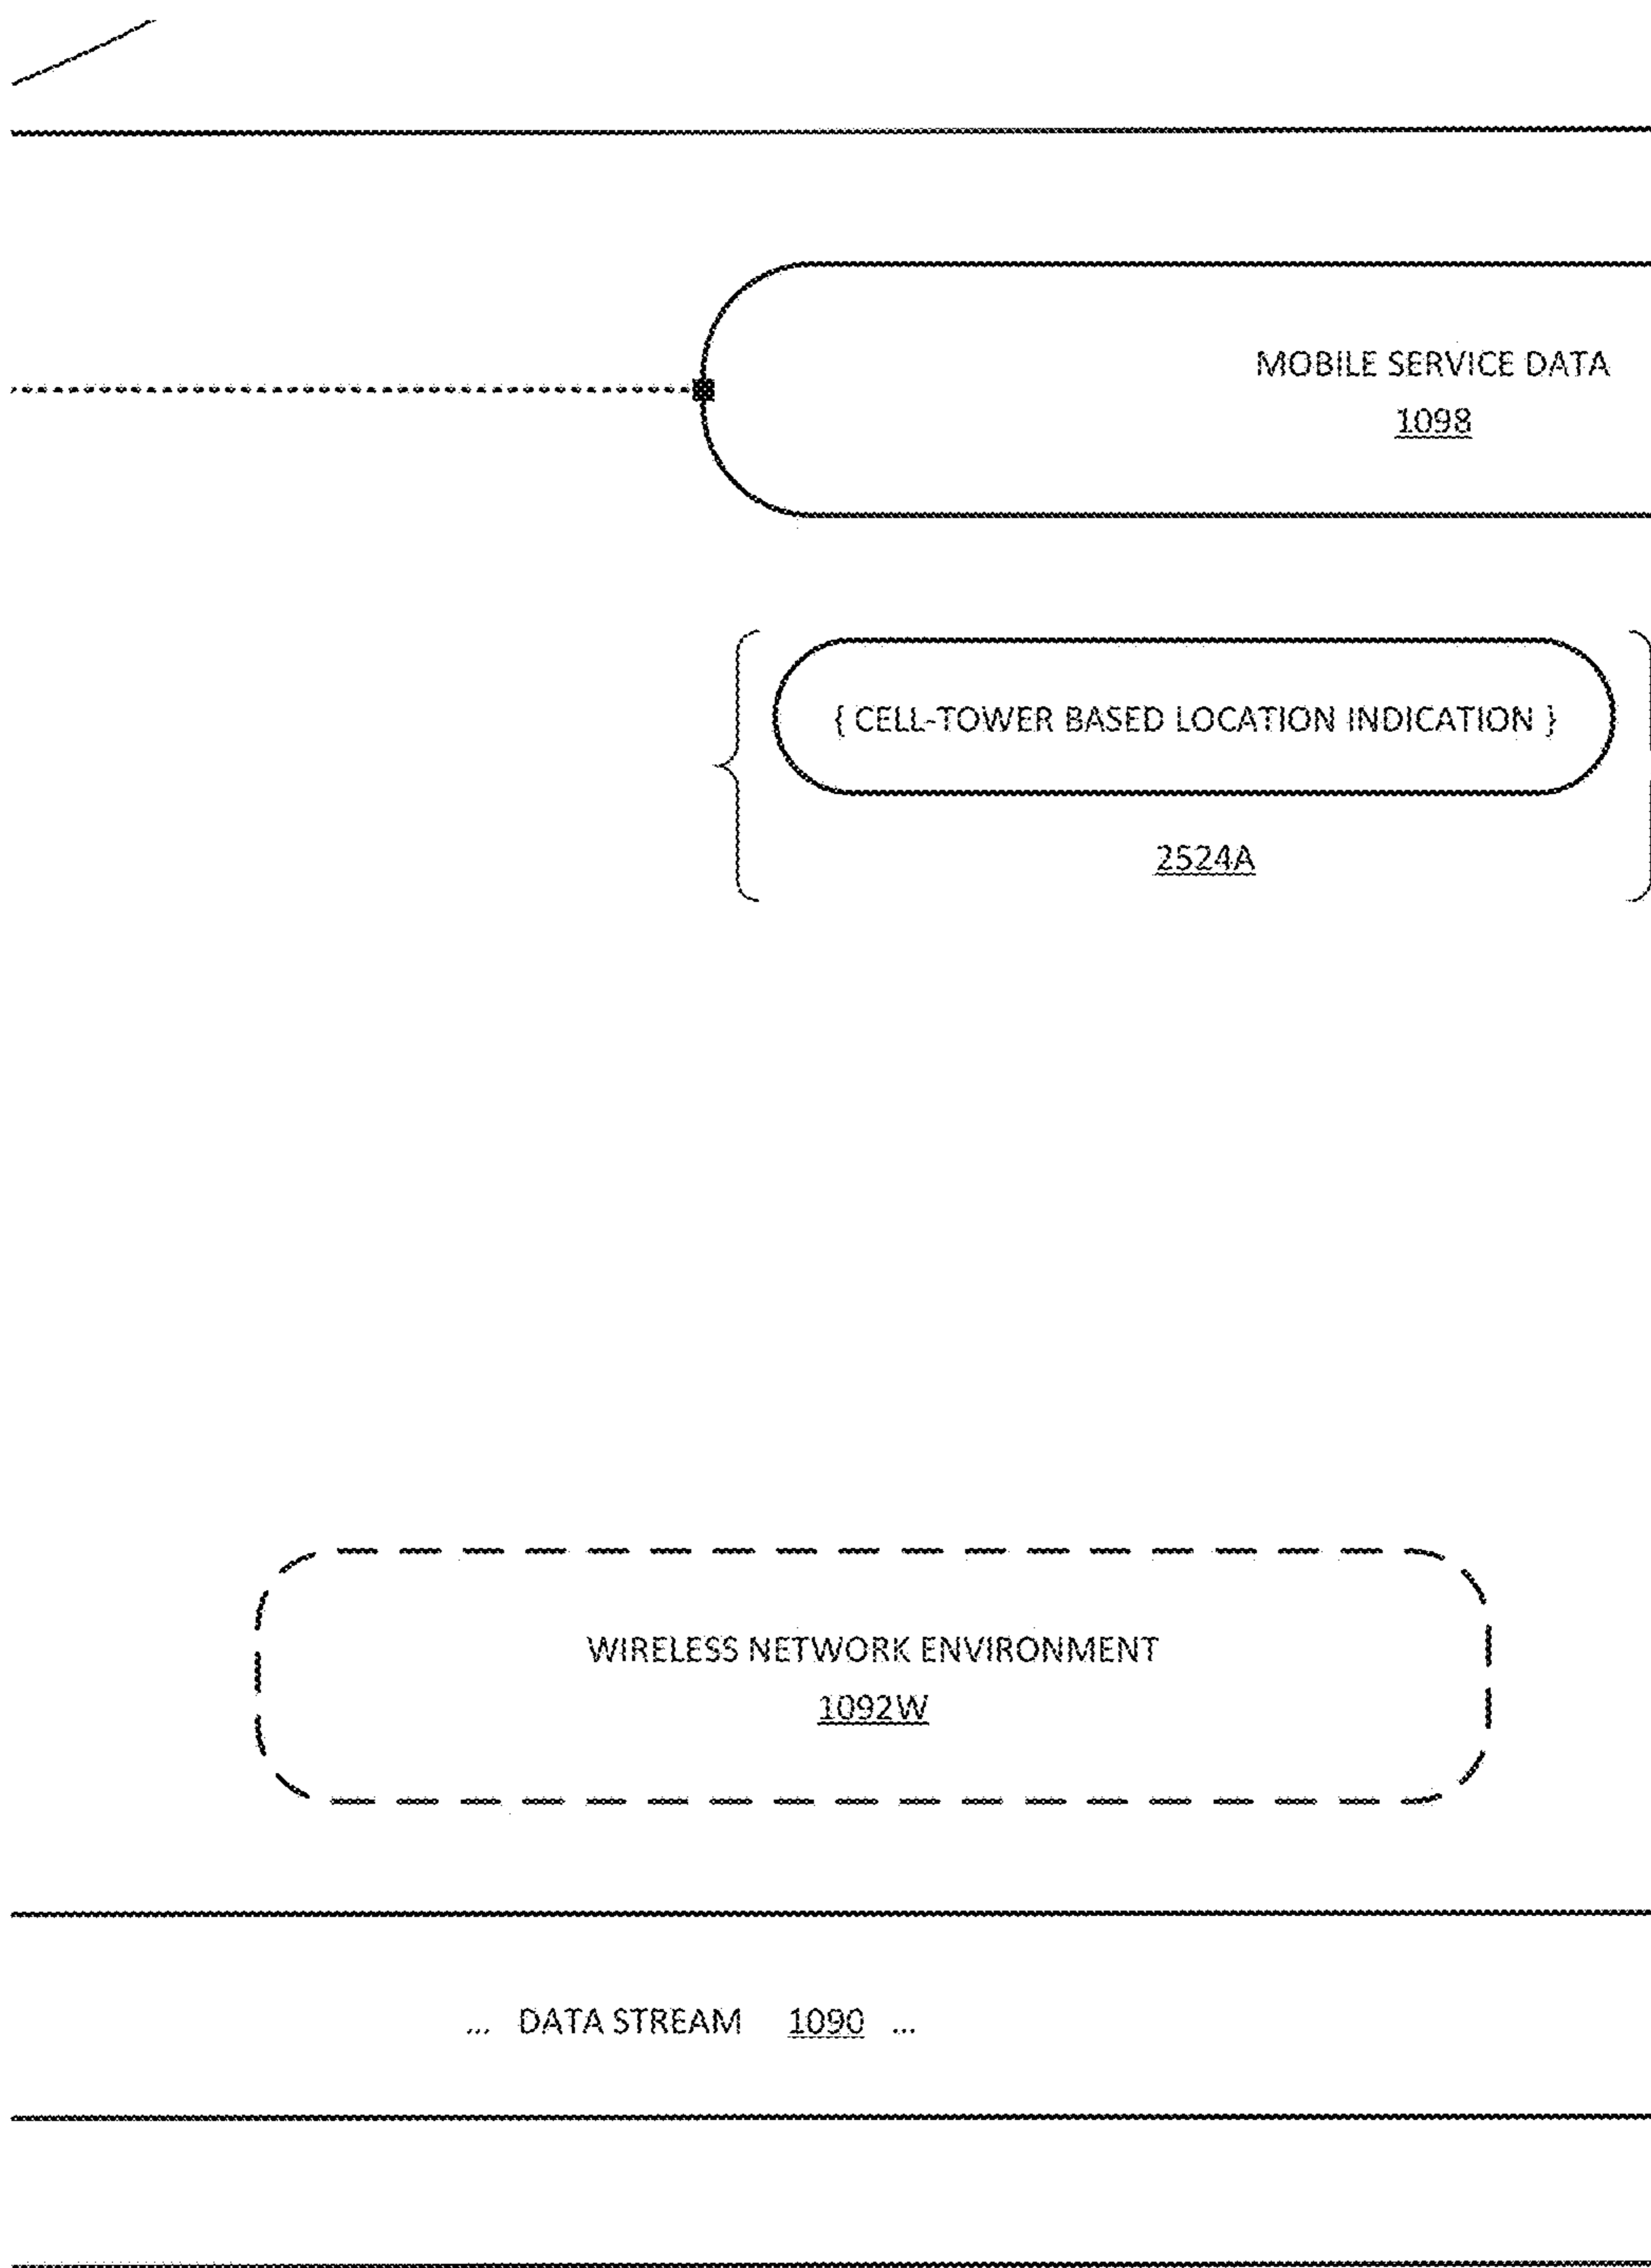 MOBILE SERVICE DATA
1098
{ CELL-TOWER BASED LOCATION INDICATION }
2524A
WIRELESS NETWORK ENVIRONMENT
1092W
... DATA STREAM 1090 ...